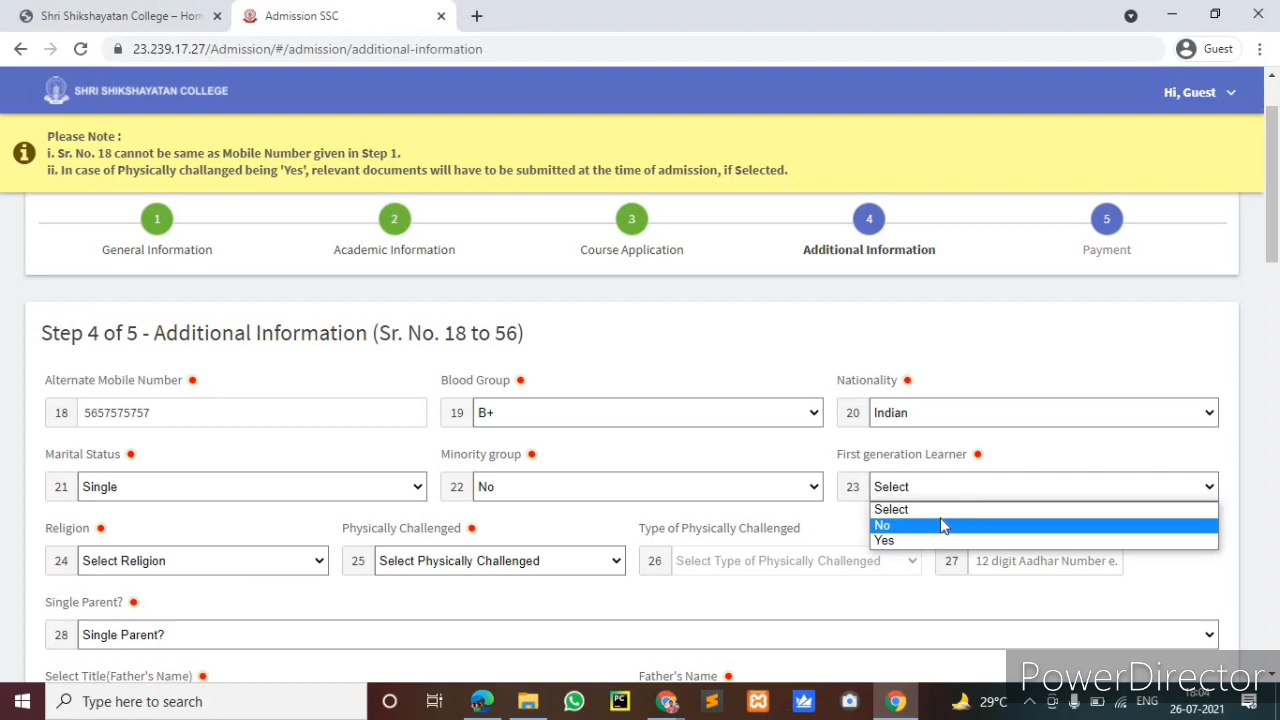 Shri Shikshayatan College – Hom
Admission SSC
23.239.17.27/Admission/#/admission/additional-information
Guest
SHRI SHIKSHAYATAN COLLEGE
Hi, Guest
Please Note :
i. Sr. No. 18 cannot be same as Mobile Number given in Step 1.
ii. In case of Physically challanged being 'Yes', relevant documents will have to be submitted at the time of admission, if Selected.
1 2 3 4 5
General Information Academic Information Course Application Additional Information Payment
Step 4 of 5 - Additional Information (Sr. No. 18 to 56)
Alternate Mobile Number Blood Group Nationality
18 5657575757 19 B+ 20 Indian
Marital Status Minority group First generation Learner
21 Single 22 No 23 Select
Select
No
Yes
Religion Physically Challenged Type of Physically Challenged
24 Select Religion 25 Select Physically Challenged 26 Select Type of Physically Challenged 27 12 digit Aadhar Number e.
Single Parent?
28 Single Parent?
Select Title(Father's Name) Father's Name
PowerDirector
Type here to search
29°C
ENG
18:04
26-07-2021